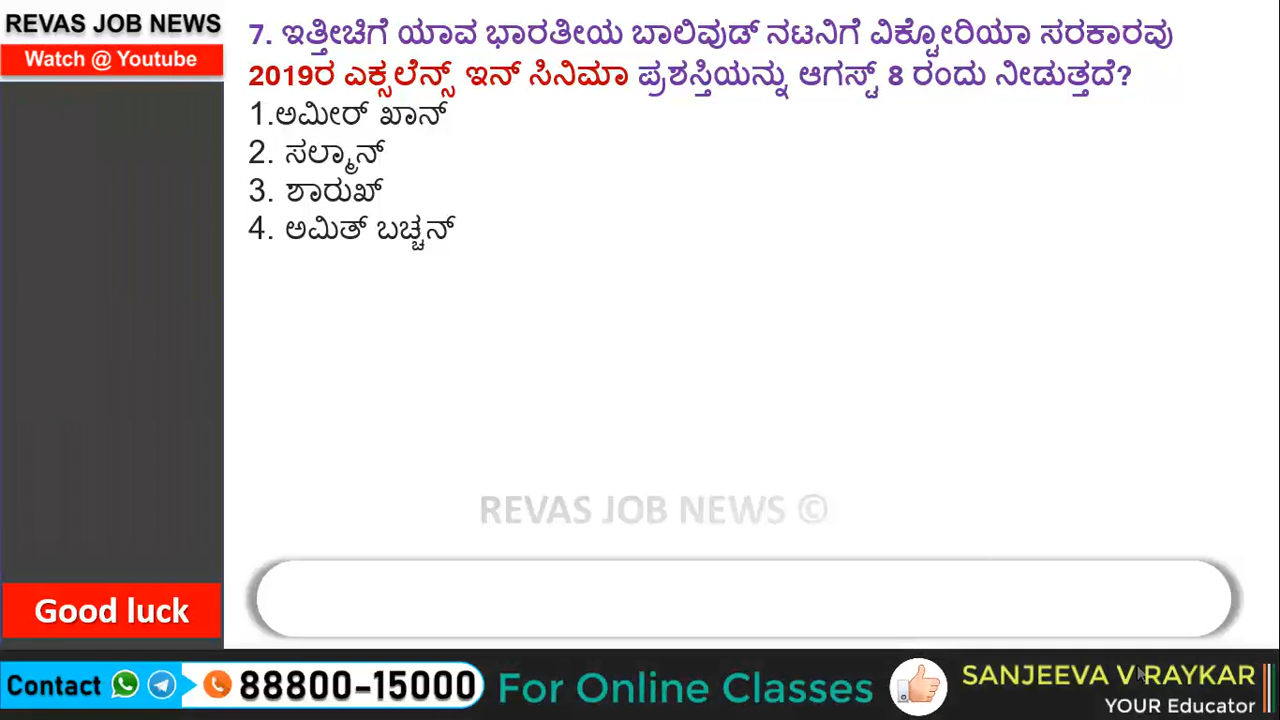 REVAS JOB NEWS
Watch @ Youtube
7. ಇತ್ತೀಚಿಗೆ ಯಾವ ಭಾರತೀಯ ಬಾಲಿವುಡ್ ನಟನಿಗೆ ವಿಕ್ಟೋರಿಯಾ ಸರಕಾರವು
2019ರ ಎಕ್ಸಲೆನ್ಸ್ ಇನ್ ಸಿನಿಮಾ ಪ್ರಶಸ್ತಿಯನ್ನು ಆಗಸ್ಟ್ 8 ರಂದು ನೀಡುತ್ತದೆ?
1.ಅಮೀರ್ ಖಾನ್
2. ಸಲ್ಮಾನ್
3. ಶಾರುಖ್
4. ಅಮಿತ್ ಬಚ್ಚನ್
REVAS JOB NEWS ©
Good luck
Contact 88800-15000 For Online Classes
SANJEEVA V RAYKAR
YOUR Educator